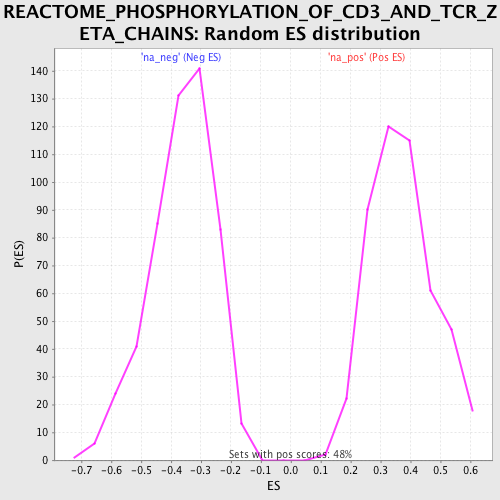 REACTOME_PHOSPHORYLATION_OF_CD3_AND_TCR_Z
ETA_CHAINS: Random ES distribution
'na_neg' (Neg ES) 'na_pos' (Pos ES)
140
130
120
110
100
90
80
70
60
50
40
30
20
10
0
P(ES)
Sets with pos scores: 48%
-0.7 -0.6 -0.5 -0.4 -0.3 -0.2 -0.1 0.0 0.1 0.2 0.3 0.4 0.5 0.6
ES